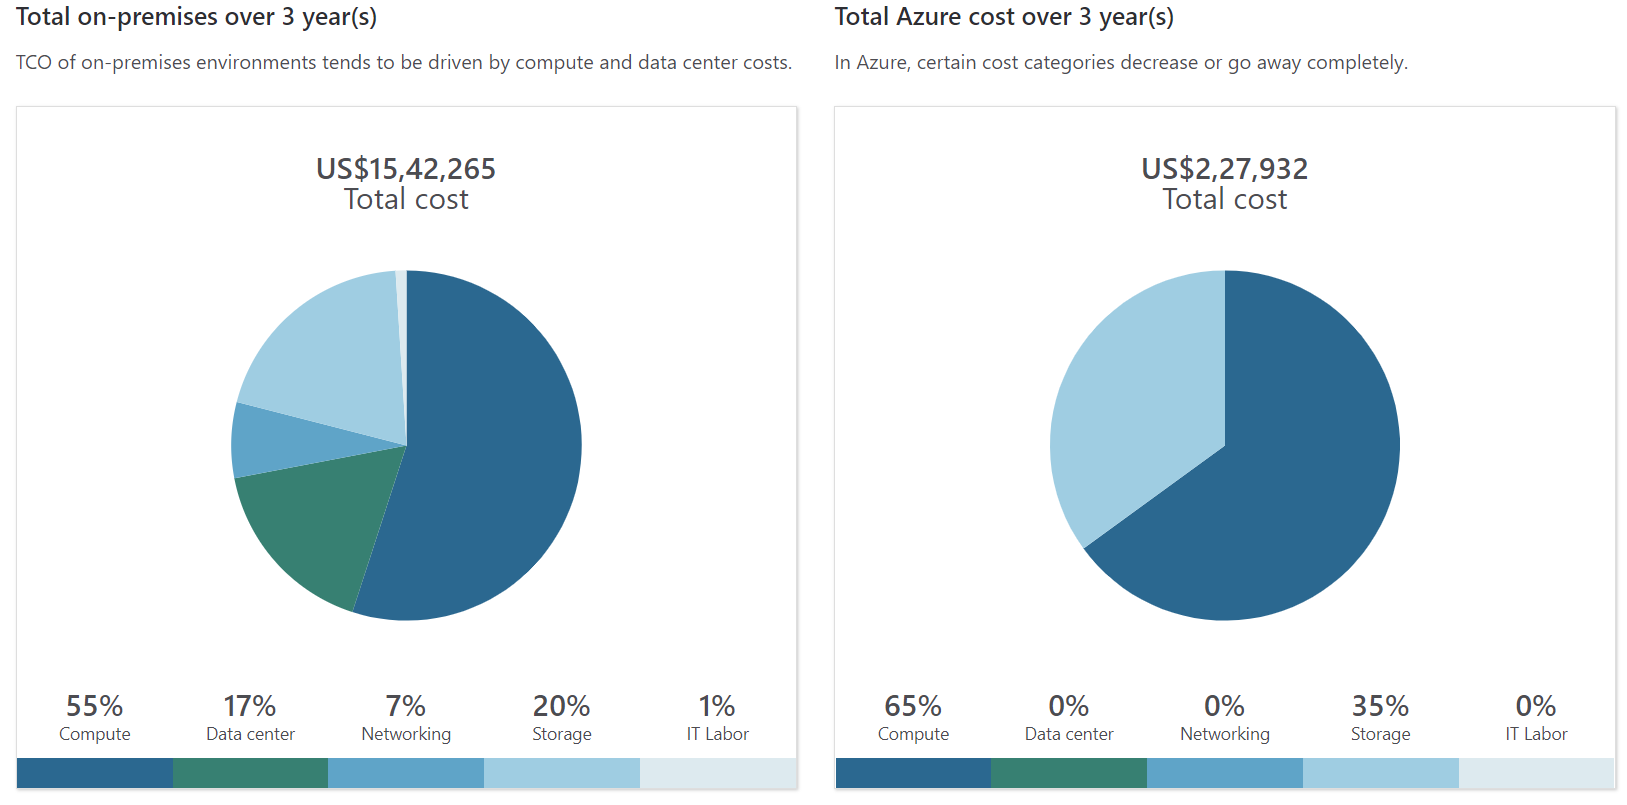 Total on-premises over 3 year(s)
TCO of on-premises environments tends to be driven by compute and data center costs.
US$15,42,265
Total cost
55%
Compute
17%
Data center
7%
Networking
20%
Storage
1%
IT Labor
Total Azure cost over 3 year(s)
In Azure, certain cost categories decrease or go away completely.
US$2,27,932
Total cost
65%
Compute
0%
Data center
0%
Networking
35%
Storage
0%
IT Labor